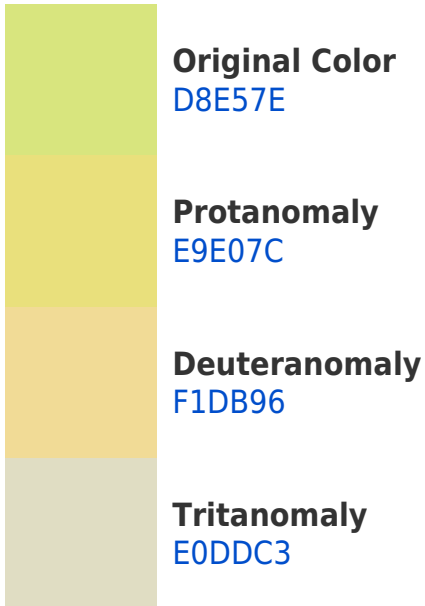 Original Color
D8E57E
Protanomaly
E9E07C
Deuteranomaly
F1DB96
Tritanomaly
E0DDC3